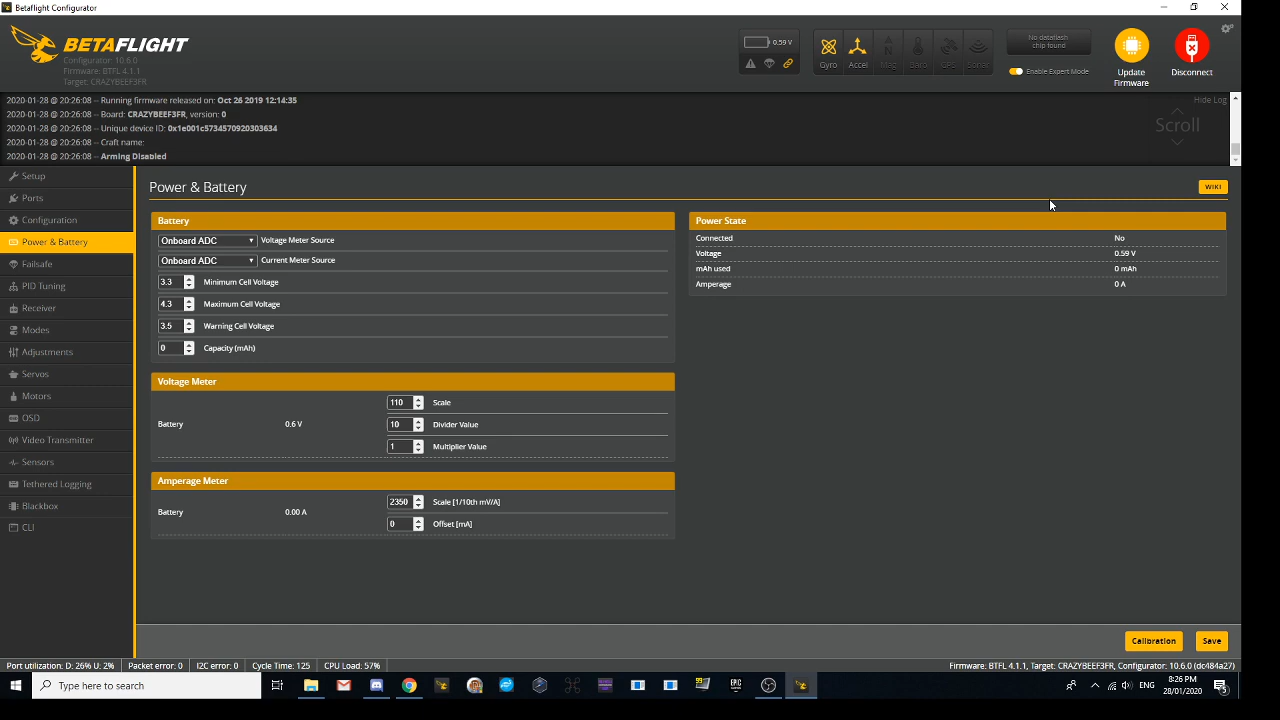 Betaflight Configurator
BETAFLIGHT
Configurator: 10.6.0
Firmware: BTFL 4.1.1
Target: CRAZYBEEF3FR
0.59 V
Gyro
Accel
Mag
Baro
GPS
Sonar
No dataflash
chip found
Enable Expert Mode
Update
Firmware
Disconnect
2020-01-28 @ 20:26:08 -- Running firmware released on: Oct 26 2019 12:14:35
2020-01-28 @ 20:26:08 -- Board: CRAZYBEEF3FR, version: 0
2020-01-28 @ 20:26:08 -- Unique device ID: 0x1e001c5734570920303634
2020-01-28 @ 20:26:08 -- Craft name:
2020-01-28 @ 20:26:08 -- Arming Disabled
Hide Log
Scroll
Setup
Ports
Configuration
Power & Battery
Failsafe
PID Tuning
Receiver
Modes
Adjustments
Servos
Motors
OSD
Video Transmitter
Sensors
Tethered Logging
Blackbox
CLI
Power & Battery
WIKI
Battery
Onboard ADC Voltage Meter Source
Onboard ADC Current Meter Source
3.3 Minimum Cell Voltage
4.3 Maximum Cell Voltage
3.5 Warning Cell Voltage
0 Capacity (mAh)
Voltage Meter
Battery 0.6 V
110 Scale
10 Divider Value
1 Multiplier Value
Amperage Meter
Battery 0.00 A
2350 Scale [1/10th mV/A]
0 Offset [mA]
Power State
Connected No
Voltage 0.59 V
mAh used 0 mAh
Amperage 0 A
Calibration
Save
Port utilization: D: 26% U: 2% Packet error: 0 I2C error: 0 Cycle Time: 125 CPU Load: 57%
Firmware: BTFL 4.1.1, Target: CRAZYBEEF3FR, Configurator: 10.6.0 (dc484a27)
Type here to search
EPIC
ENG
8:26 PM
28/01/2020